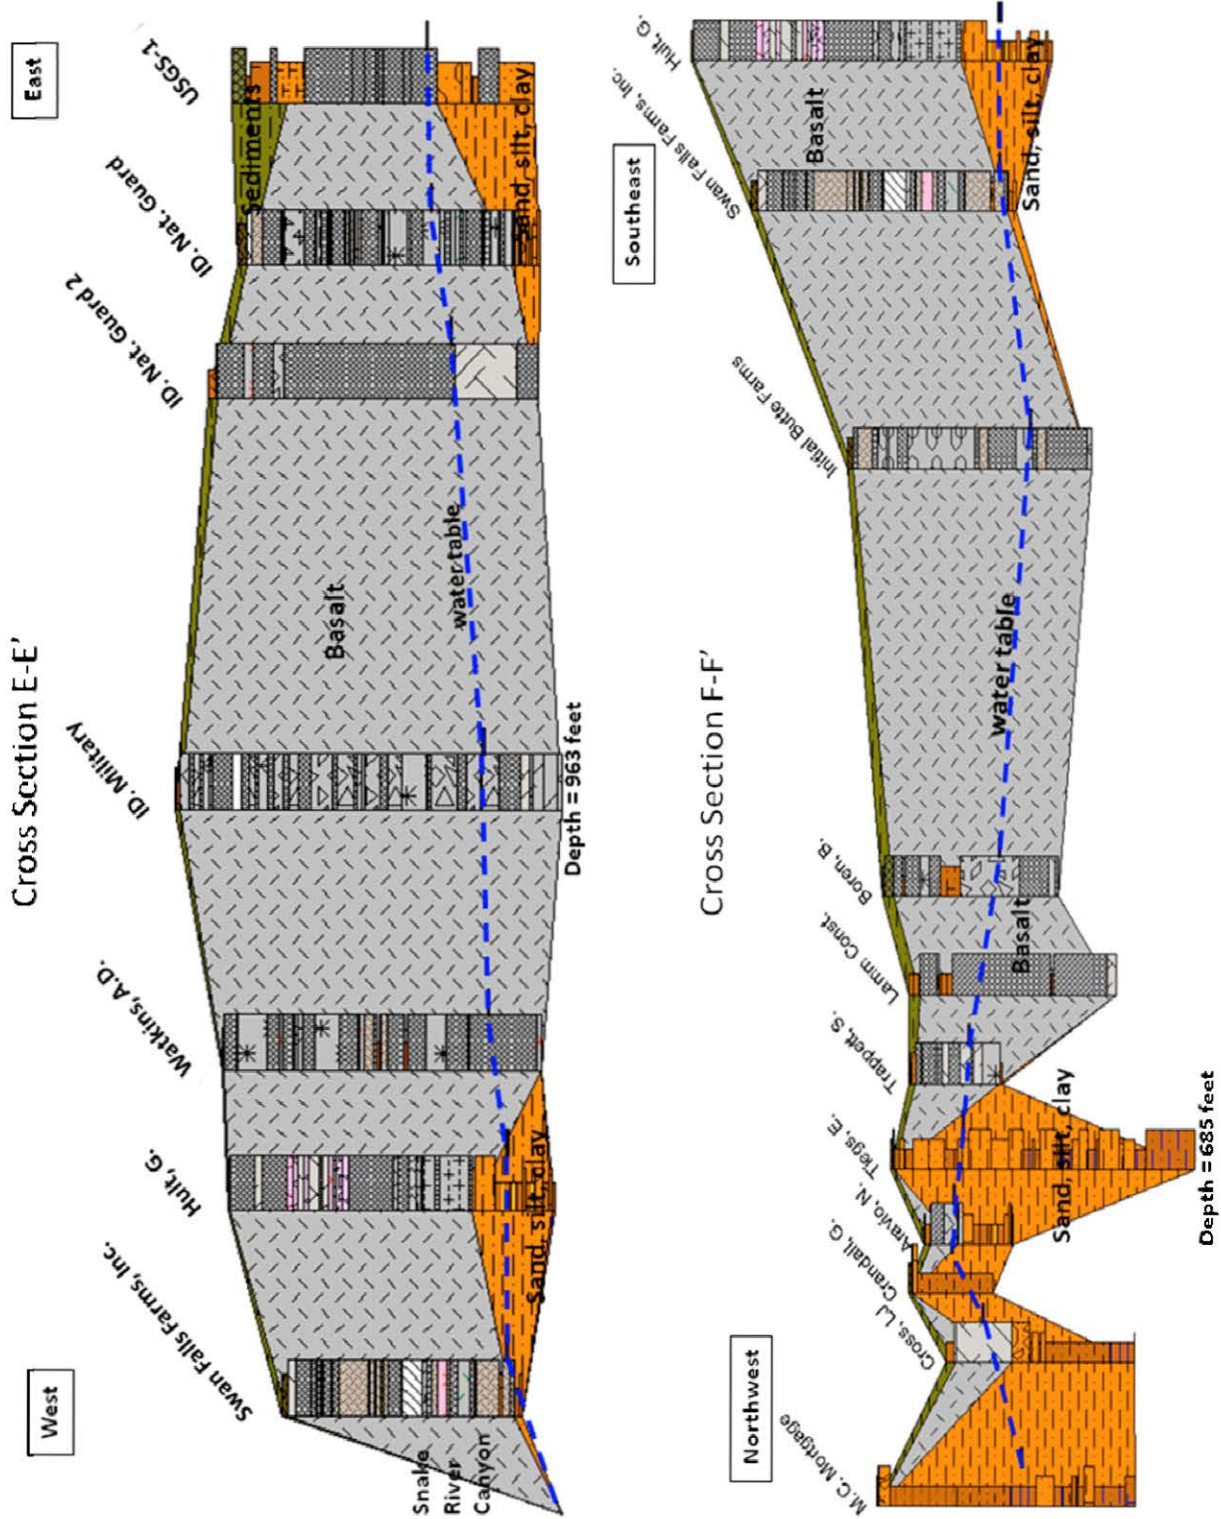 Cross Section E-E’
West
East
Swan Falls Farms, Inc.
Hult, G.
Watkins, A.D.
ID. Military
ID. Nat. Guard 2
ID. Nat. Guard
USGS-1
Sediments
Basalt
water table
Snake
River
Canyon
Sand, silt, clay
Sand, silt, clay
Depth = 963 feet
Cross Section F-F’
Northwest
Southeast
M.C. Mortgage
Cross, LJ
Crandall, G.
Aravio, N.
Tiegs, E.
Trappett, S.
Lamm Const.
Boren, B.
Initial Butte Farms
Swan Falls Farms, Inc.
Hult, G.
Basalt
water table
Basalt
Sand, silt, clay
Sand, silt, clay
Depth = 685 feet